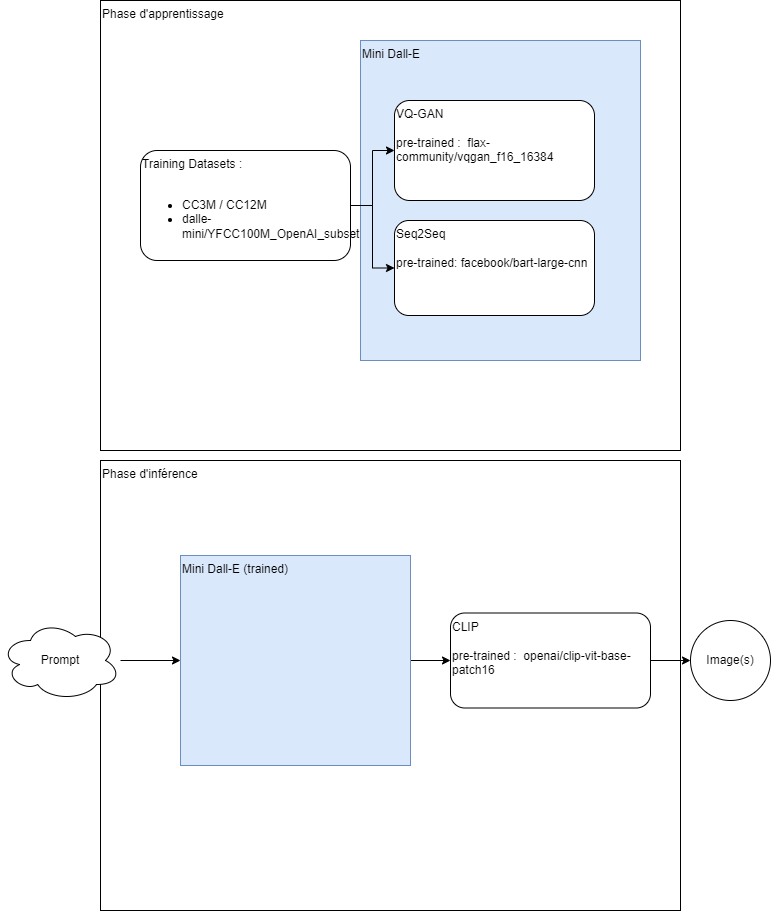 Phase d'apprentissage
Mini Dall-E
VQ-GAN
pre-trained :  flax-
community/vqgan_f16_16384
Training Datasets :
CC3M / CC12M
dalle-
mini/YFCC100M_OpenAI_subset
Seq2Seq
pre-trained: facebook/bart-large-cnn
Phase d'inférence
Mini Dall-E (trained)
CLIP
pre-trained :  openai/clip-vit-base-
patch16
Prompt
Image(s)